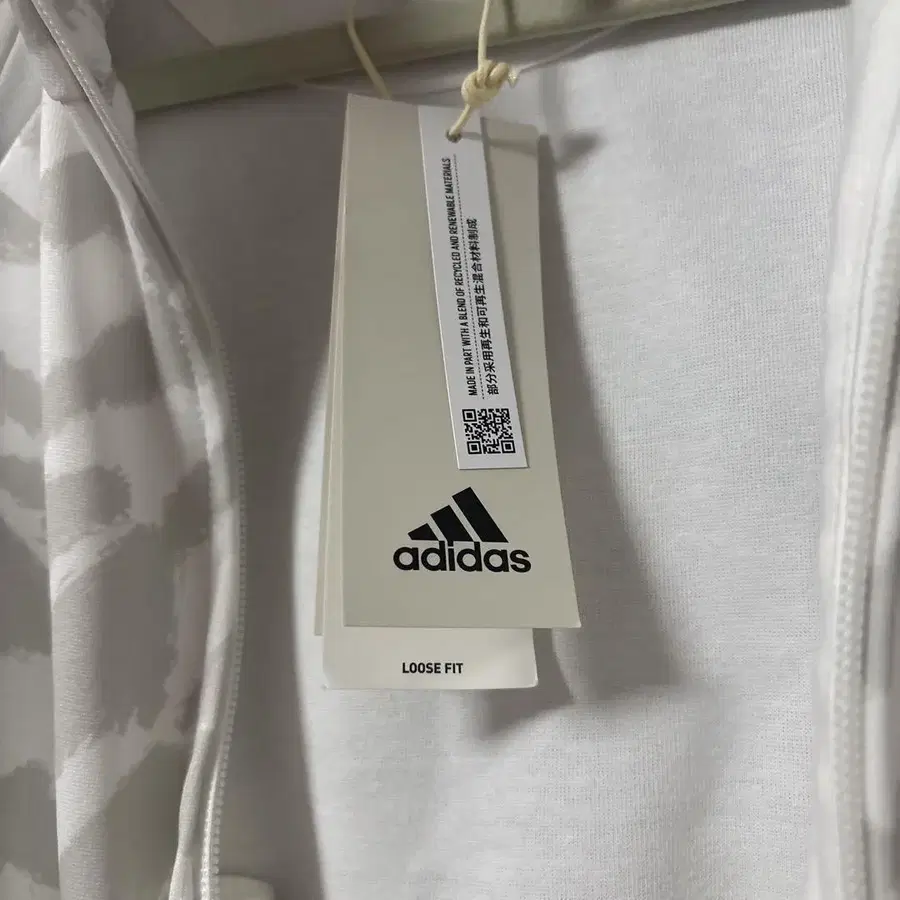 MADE IN PART WITH A BLEND OF RECYCLED AND RENEWABLE MATERIALS
部分采用再生和可再生混合材料制成
adidas
LOOSE FIT